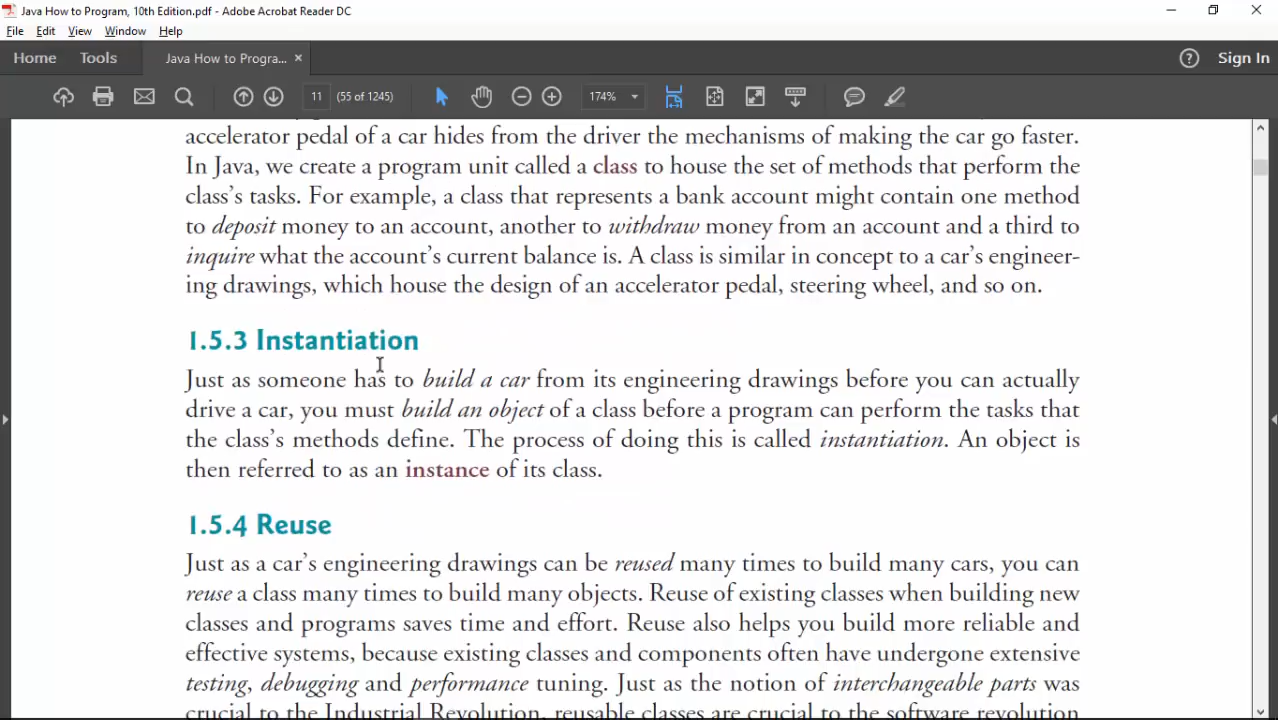 Java How to Program, 10th Edition.pdf - Adobe Acrobat Reader DC
File Edit View Window Help
Home Tools Java How to Progra... × ? Sign In
11 (55 of 1245) 174%
accelerator pedal of a car hides from the driver the mechanisms of making the car go faster.
In Java, we create a program unit called a class to house the set of methods that perform the
class's tasks. For example, a class that represents a bank account might contain one method
to deposit money to an account, another to withdraw money from an account and a third to
inquire what the account's current balance is. A class is similar in concept to a car's engineer-
ing drawings, which house the design of an accelerator pedal, steering wheel, and so on.
1.5.3 Instantiation
Just as someone has to build a car from its engineering drawings before you can actually
drive a car, you must build an object of a class before a program can perform the tasks that
the class's methods define. The process of doing this is called instantiation. An object is
then referred to as an instance of its class.
1.5.4 Reuse
Just as a car's engineering drawings can be reused many times to build many cars, you can
reuse a class many times to build many objects. Reuse of existing classes when building new
classes and programs saves time and effort. Reuse also helps you build more reliable and
effective systems, because existing classes and components often have undergone extensive
testing, debugging and performance tuning. Just as the notion of interchangeable parts was
crucial to the Industrial Revolution, reusable classes are crucial to the software revolution